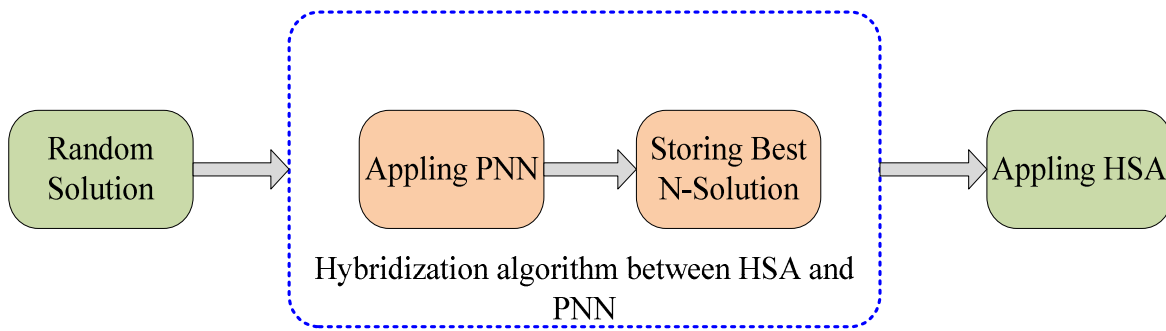 Random
Solution
Appling PNN
Storing Best
N-Solution
Appling HSA
Hybridization algorithm between HSA and
PNN